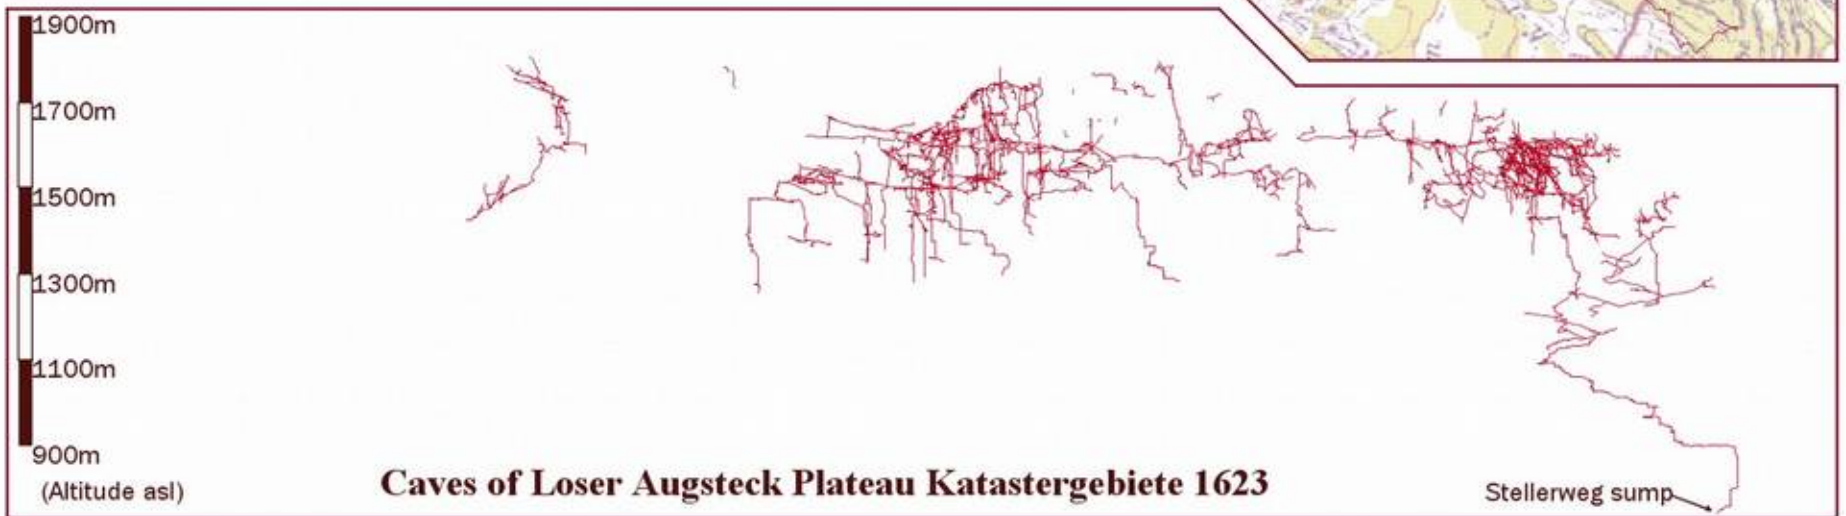 1900m
1700m
1500m
1300m
1100m
900m
(Altitude asl)
Caves of Loser Augsteck Plateau Katastergebiete 1623
Stellerweg sump